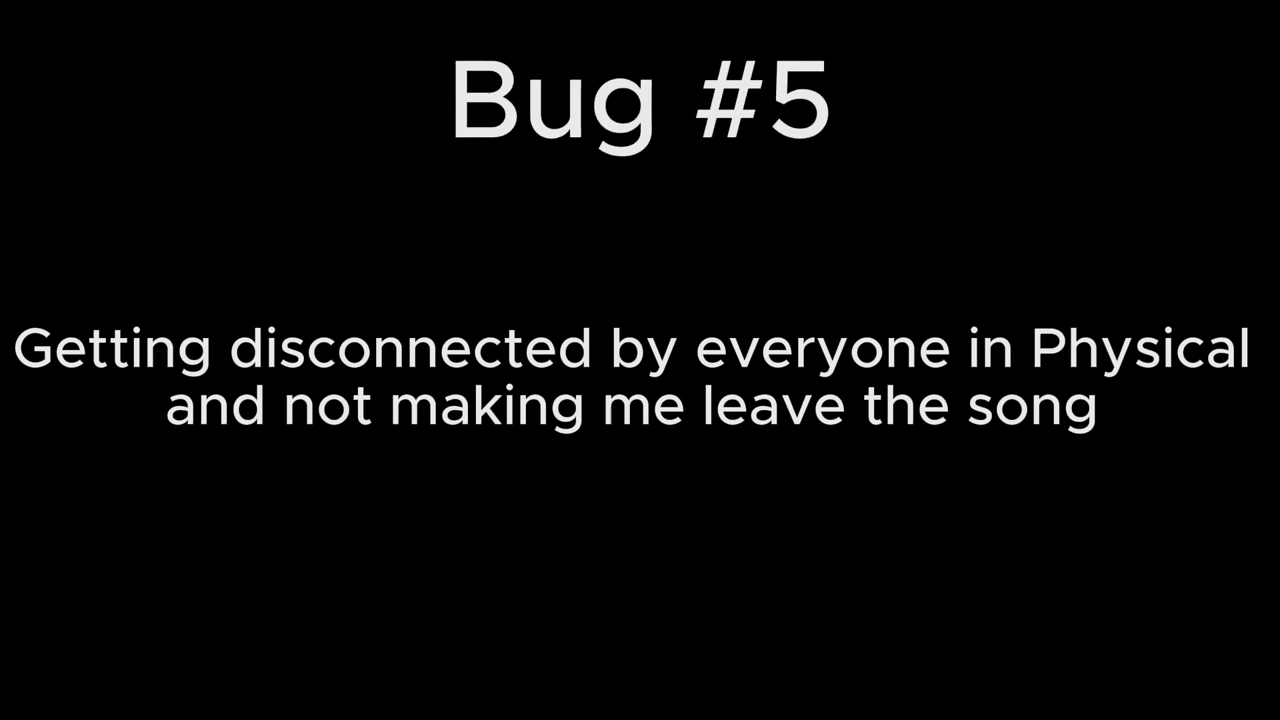 Bug #5
Getting disconnected by everyone in Physical
and not making me leave the song